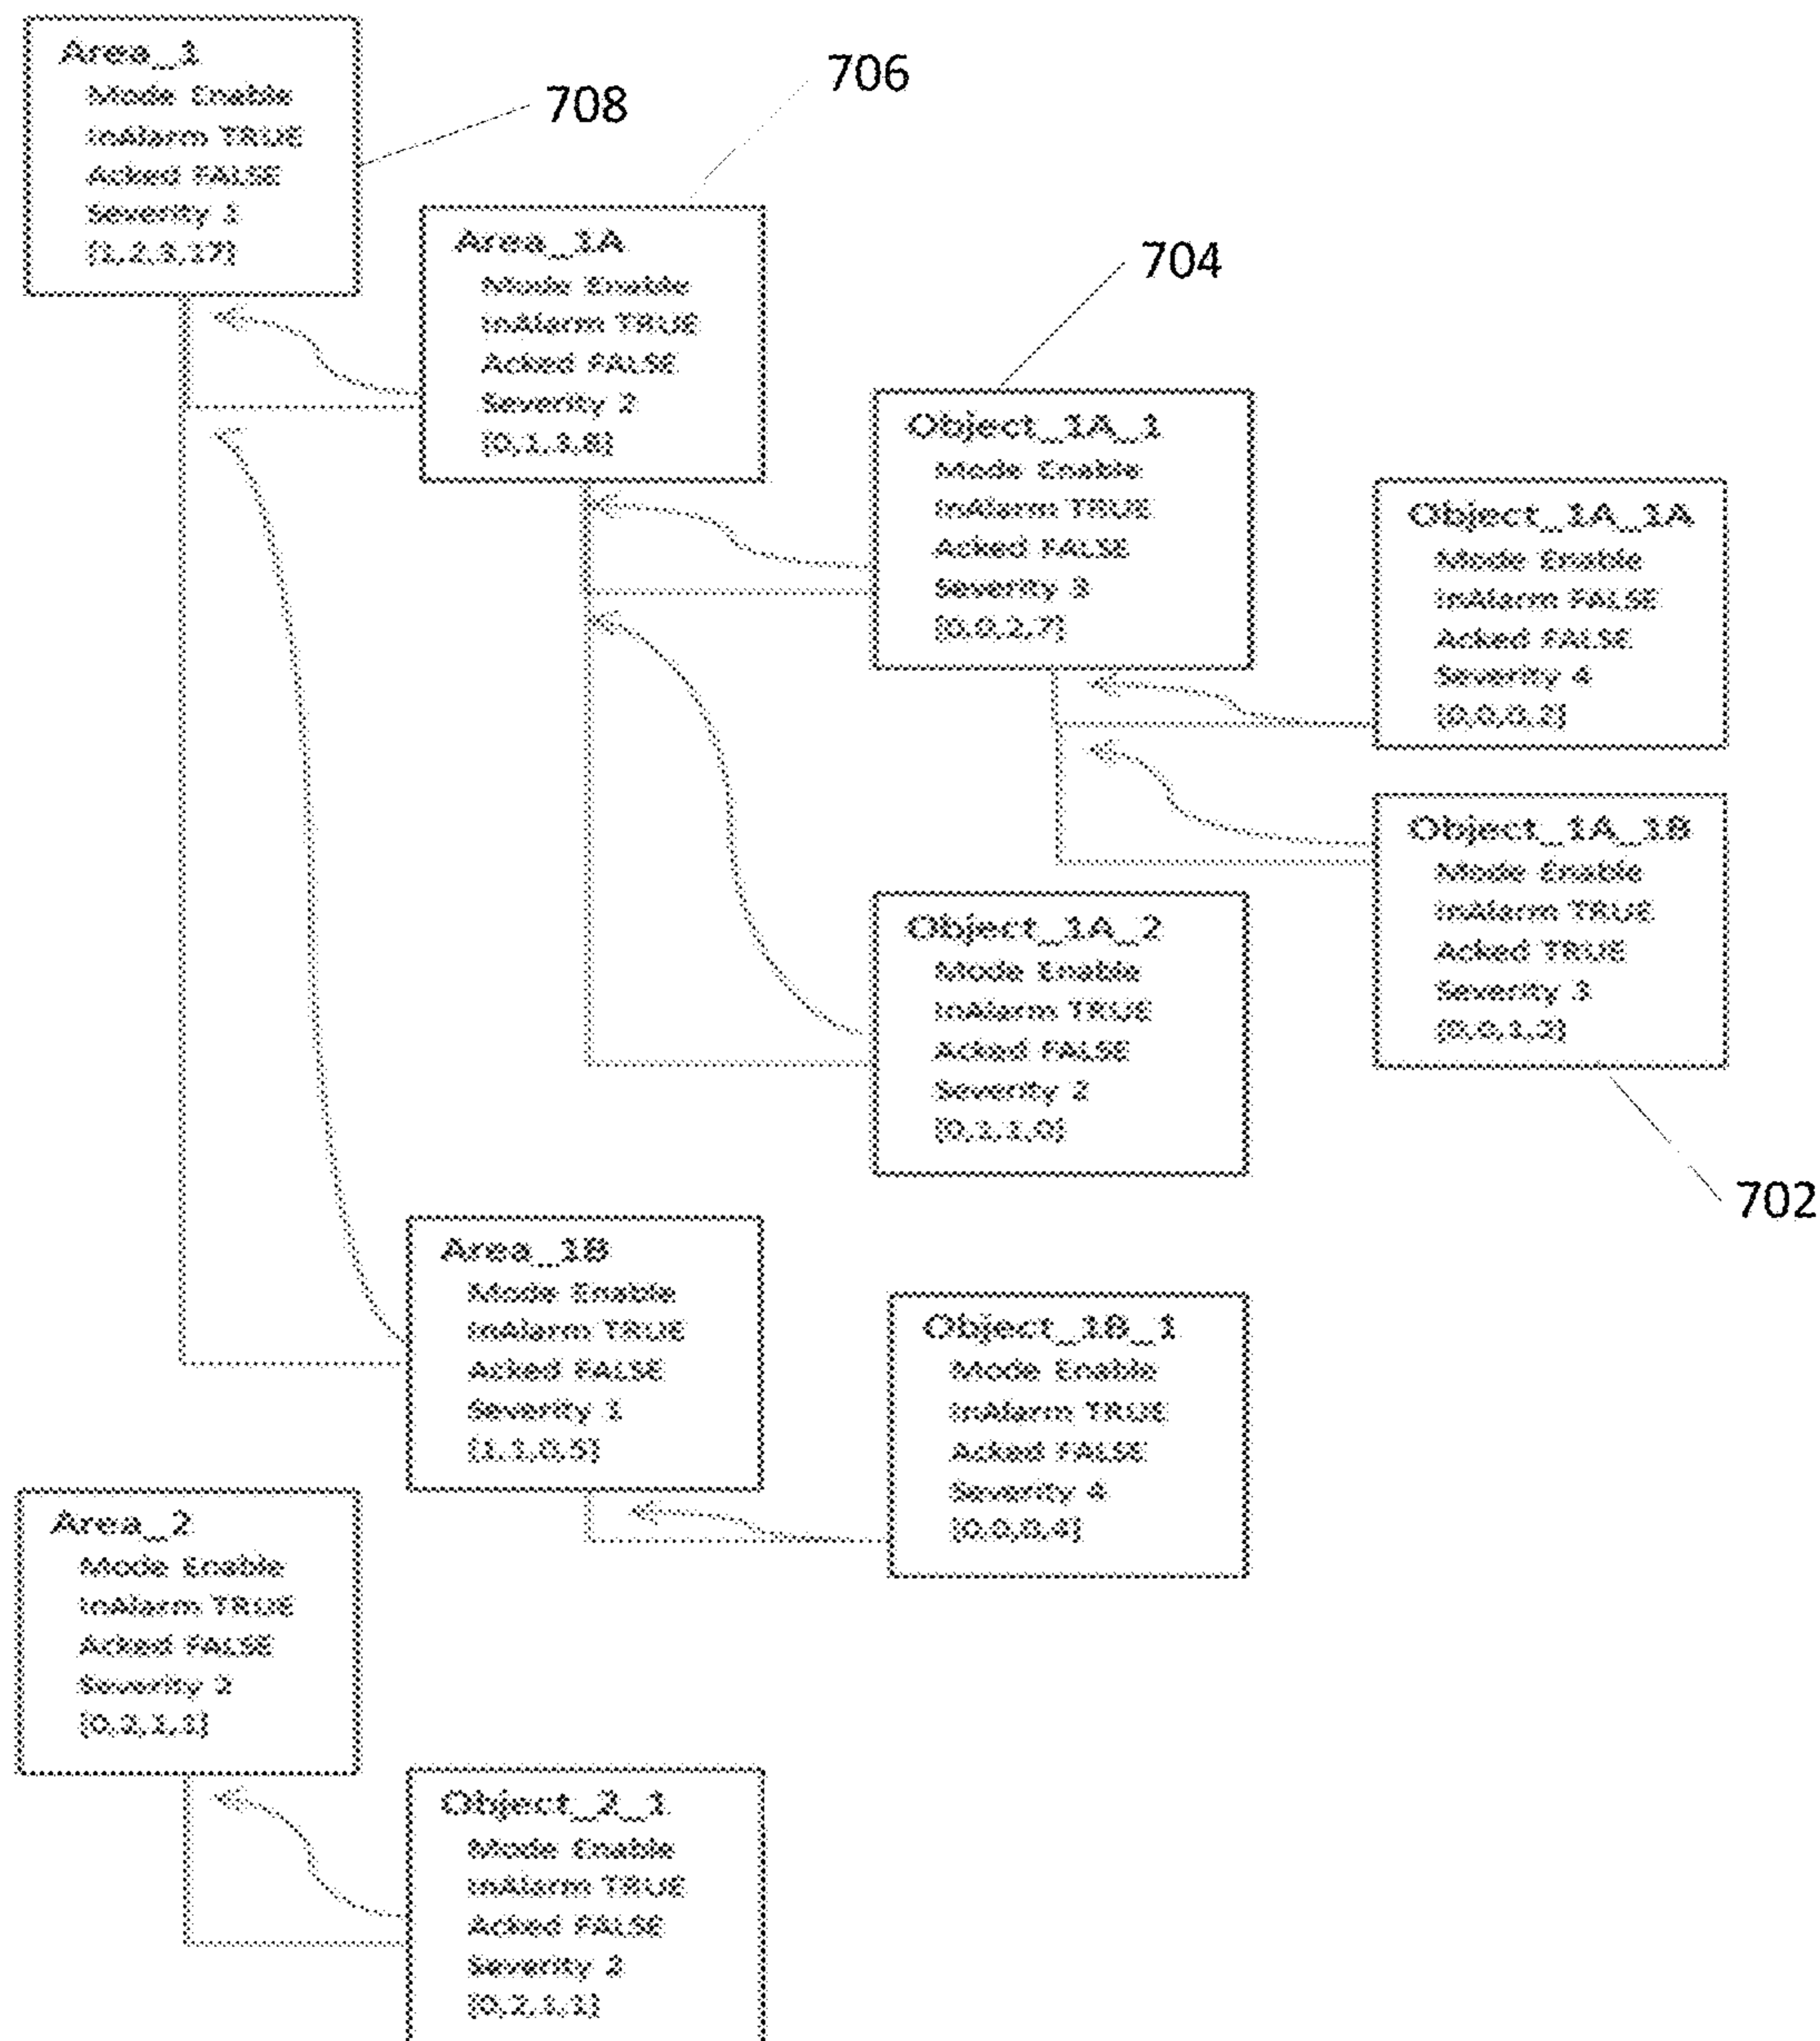 Area_1
Mode Enable
InAlarm TRUE
Acked FALSE
Severity 1
[1,2,3,17]
708
706
Area_1A
Mode Enable
InAlarm TRUE
Acked FALSE
Severity 2
[0,1,3,8]
704
Object_1A_1
Mode Enable
InAlarm TRUE
Acked FALSE
Severity 3
[0,0,2,7]
Object_1A_1A
Mode Enable
InAlarm FALSE
Acked FALSE
Severity 4
[0,0,0,2]
Object_1A_1B
Mode Enable
InAlarm TRUE
Acked TRUE
Severity 3
[0,0,1,2]
702
Object_1A_2
Mode Enable
InAlarm TRUE
Acked FALSE
Severity 2
[0,1,1,0]
Area_1B
Mode Enable
InAlarm TRUE
Acked FALSE
Severity 1
[1,1,0,5]
Object_1B_1
Mode Enable
InAlarm TRUE
Acked FALSE
Severity 4
[0,0,0,4]
Area_2
Mode Enable
InAlarm TRUE
Acked FALSE
Severity 2
[0,2,1,1]
Object_2_1
Mode Enable
InAlarm TRUE
Acked FALSE
Severity 2
[0,2,1,1]